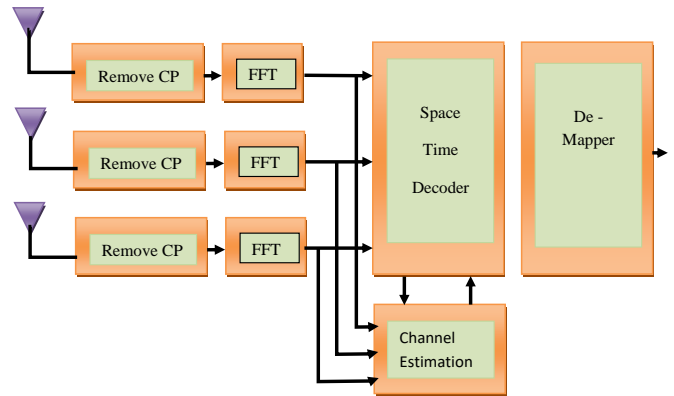 Remove CP
FFT
Remove CP
FFT
Remove CP
FFT
Space
Time
Decoder
De -
Mapper
Channel
Estimation